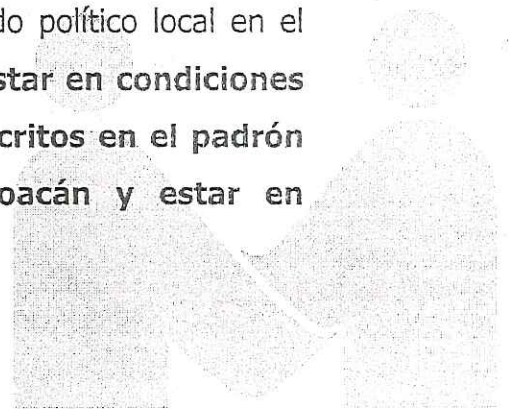 do político local en el
star en condiciones
critos en el padrón
oacán y estar en